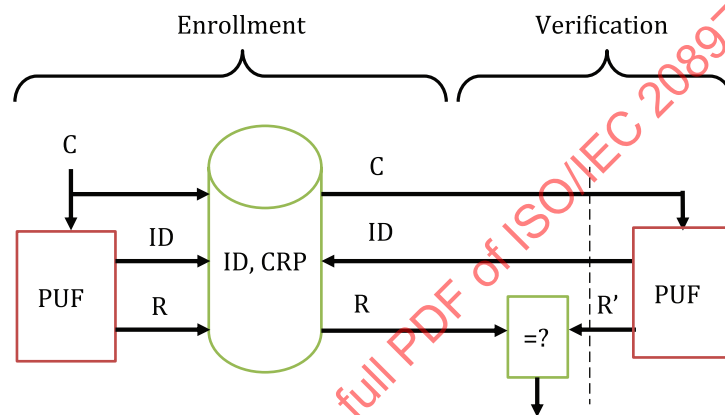 Enrollment
Verification
C
C
ID
ID, CRP
ID
PUF
PUF
R
R
R’
=?
full PDF of ISO/IEC 2089